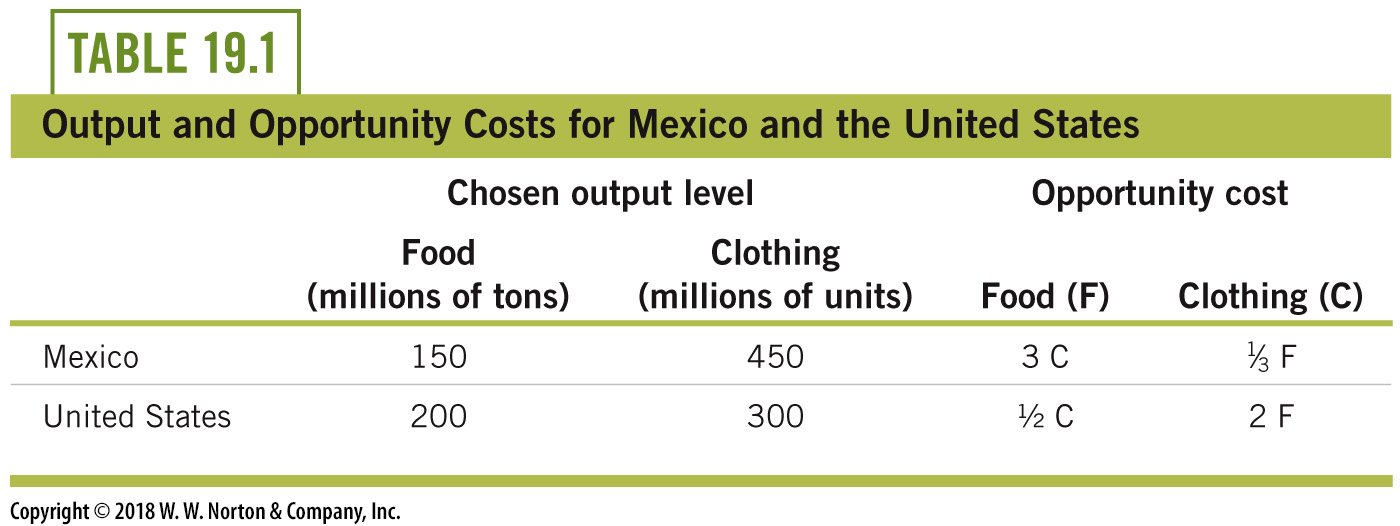 TABLE 19.1
Output and Opportunity Costs for Mexico and the United States
Chosen output level Opportunity cost
Food Clothing
(millions of tons) (millions of units) Food (F) Clothing (C)
Mexico 150 450 3 C ⅓ F
United States 200 300 ½ C 2 F
Copyright © 2018 W. W. Norton & Company, Inc.